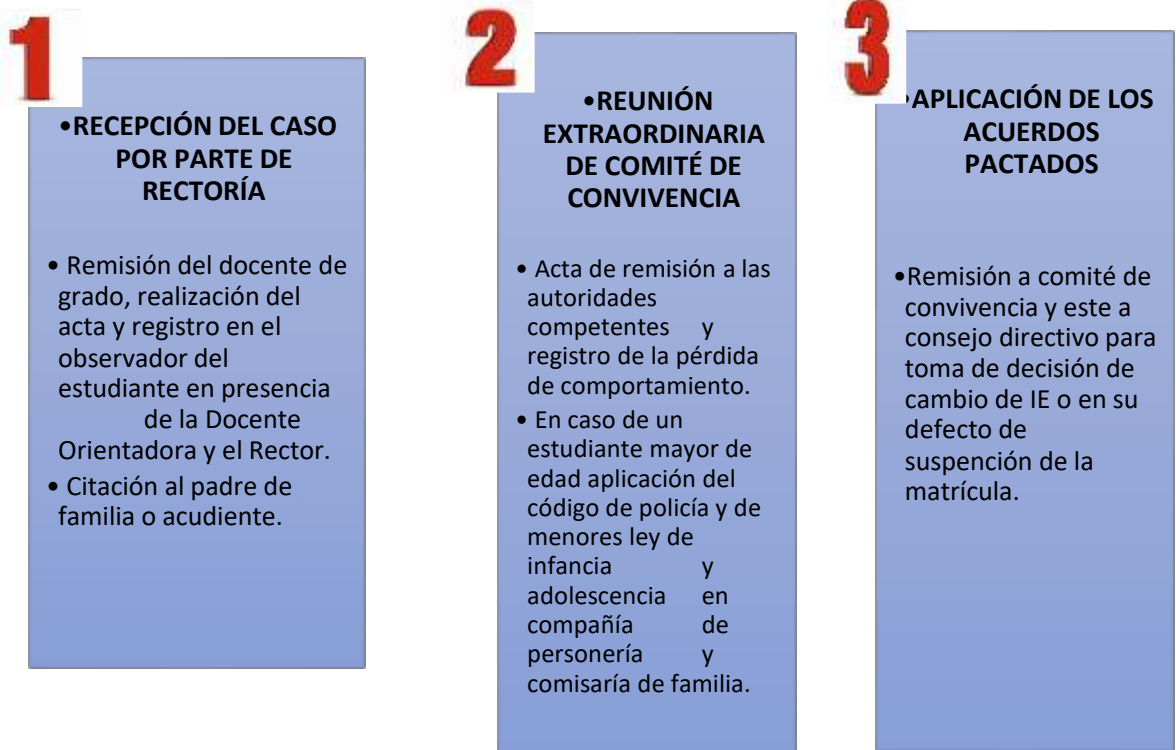 1
•RECEPCIÓN DEL CASO
POR PARTE DE
RECTORÍA
• Remisión del docente de
grado, realización del
acta y registro en el
observador del
estudiante en presencia
de la Docente
Orientadora y el Rector.
• Citación al padre de
familia o acudiente.
2
•REUNIÓN
EXTRAORDINARIA
DE COMITÉ DE
CONVIVENCIA
• Acta de remisión a las
autoridades
competentes y
registro de la pérdida
de comportamiento.
• En caso de un
estudiante mayor de
edad aplicación del
código de policía y de
menores ley de
infancia y
adolescencia en
compañía de
personería y
comisaría de familia.
3
•APLICACIÓN DE LOS
ACUERDOS
PACTADOS
•Remisión a comité de
convivencia y este a
consejo directivo para
toma de decisión de
cambio de IE o en su
defecto de
suspención de la
matrícula.